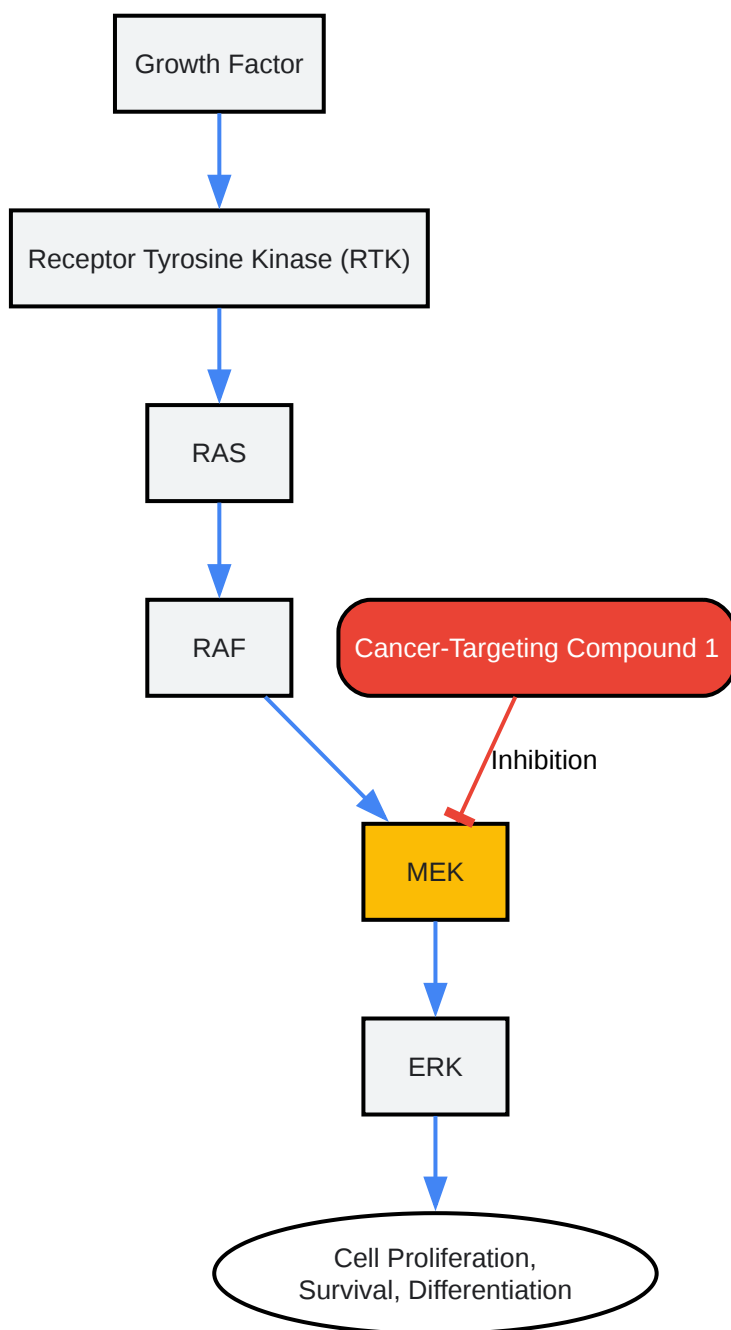 Growth Factor
Receptor Tyrosine Kinase (RTK)
RAS
RAF
Cancer-Targeting Compound 1
Inhibition
MEK
ERK
Cell Proliferation,
Survival, Differentiation